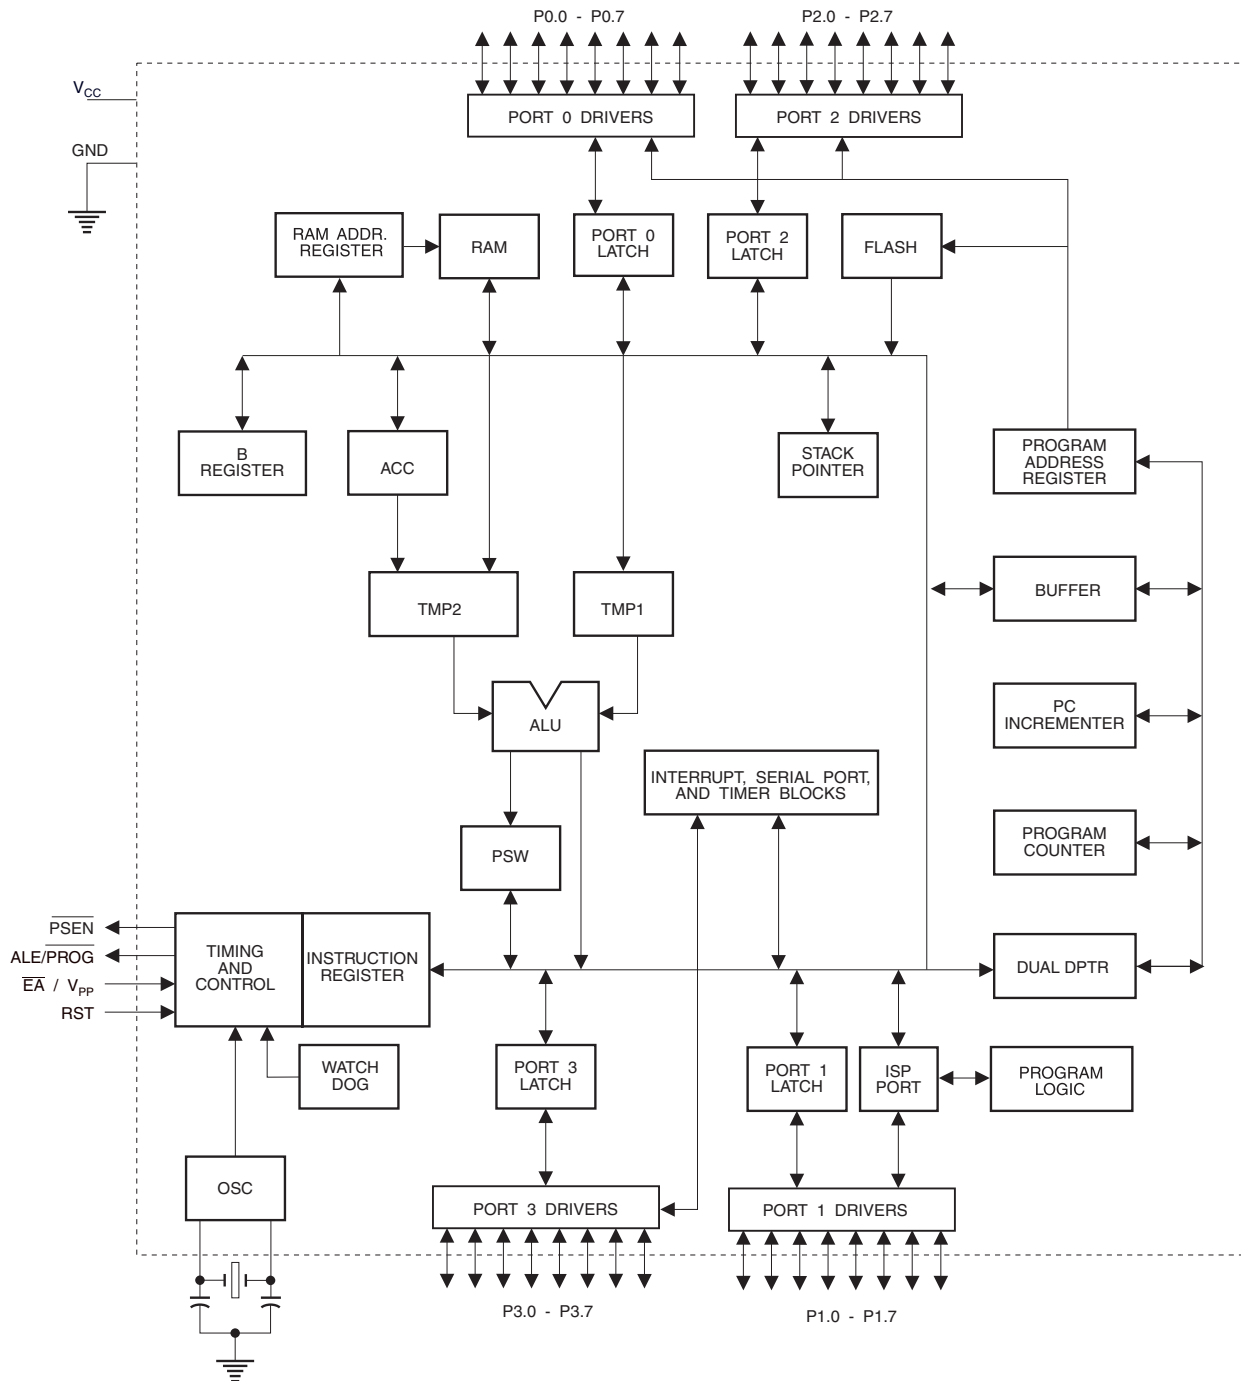 P0.0 - P0.7
P2.0 - P2.7
VCC
GND
PORT 0 DRIVERS
PORT 2 DRIVERS
RAM ADDR.
REGISTER
RAM
PORT 0
LATCH
PORT 2
LATCH
FLASH
B
REGISTER
ACC
STACK
POINTER
PROGRAM
ADDRESS
REGISTER
TMP2
TMP1
BUFFER
ALU
PC
INCREMENTER
INTERRUPT, SERIAL PORT,
AND TIMER BLOCKS
PSW
PROGRAM
COUNTER
PSEN
ALE/PROG
EA / VPP
RST
TIMING
AND
CONTROL
INSTRUCTION
REGISTER
DUAL DPTR
WATCH
DOG
PORT 3
LATCH
PORT 1
LATCH
ISP
PORT
PROGRAM
LOGIC
OSC
PORT 3 DRIVERS
PORT 1 DRIVERS
P3.0 - P3.7
P1.0 - P1.7